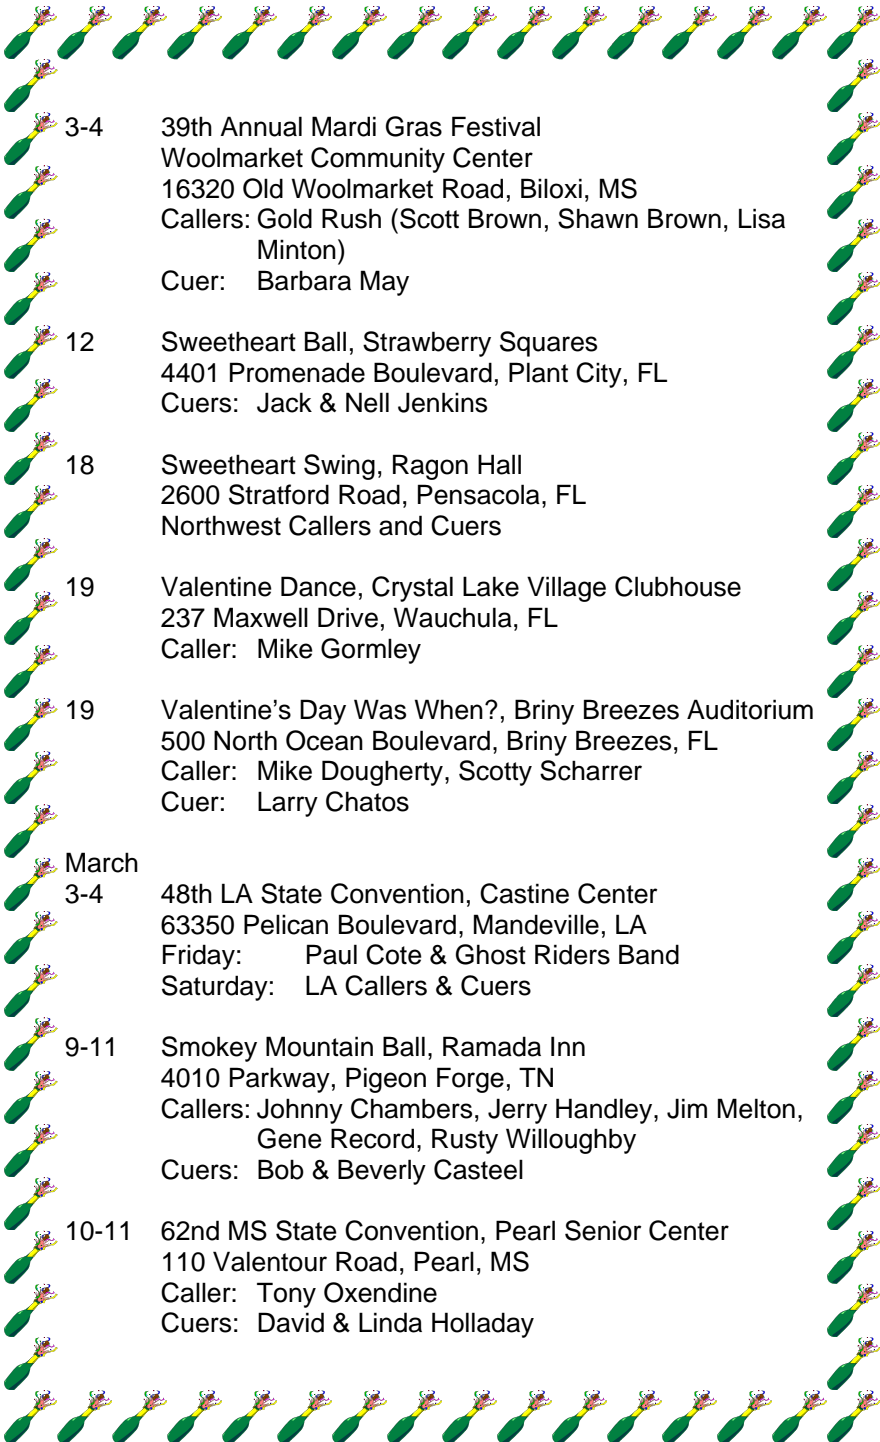 3-4 39th Annual Mardi Gras Festival
Woolmarket Community Center
16320 Old Woolmarket Road, Biloxi, MS
Callers: Gold Rush (Scott Brown, Shawn Brown, Lisa
Minton)
Cuer: Barbara May
12 Sweetheart Ball, Strawberry Squares
4401 Promenade Boulevard, Plant City, FL
Cuers: Jack & Nell Jenkins
18 Sweetheart Swing, Ragon Hall
2600 Stratford Road, Pensacola, FL
Northwest Callers and Cuers
19 Valentine Dance, Crystal Lake Village Clubhouse
237 Maxwell Drive, Wauchula, FL
Caller: Mike Gormley
19 Valentine’s Day Was When?, Briny Breezes Auditorium
500 North Ocean Boulevard, Briny Breezes, FL
Caller: Mike Dougherty, Scotty Scharrer
Cuer: Larry Chatos
March
3-4 48th LA State Convention, Castine Center
63350 Pelican Boulevard, Mandeville, LA
Friday: Paul Cote & Ghost Riders Band
Saturday: LA Callers & Cuers
9-11 Smokey Mountain Ball, Ramada Inn
4010 Parkway, Pigeon Forge, TN
Callers: Johnny Chambers, Jerry Handley, Jim Melton,
Gene Record, Rusty Willoughby
Cuers: Bob & Beverly Casteel
10-11 62nd MS State Convention, Pearl Senior Center
110 Valentour Road, Pearl, MS
Caller: Tony Oxendine
Cuers: David & Linda Holladay